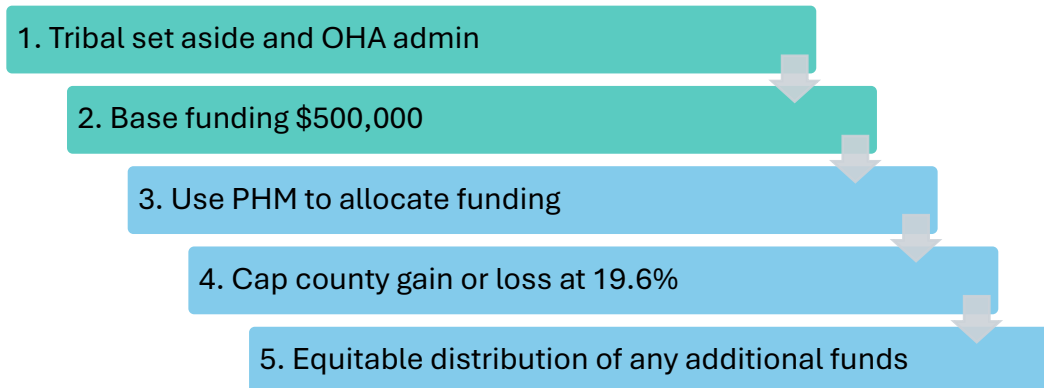 1. Tribal set aside and OHA admin
2. Base funding $500,000
3. Use PHM to allocate funding
4. Cap county gain or loss at 19.6%
5. Equitable distribution of any additional funds